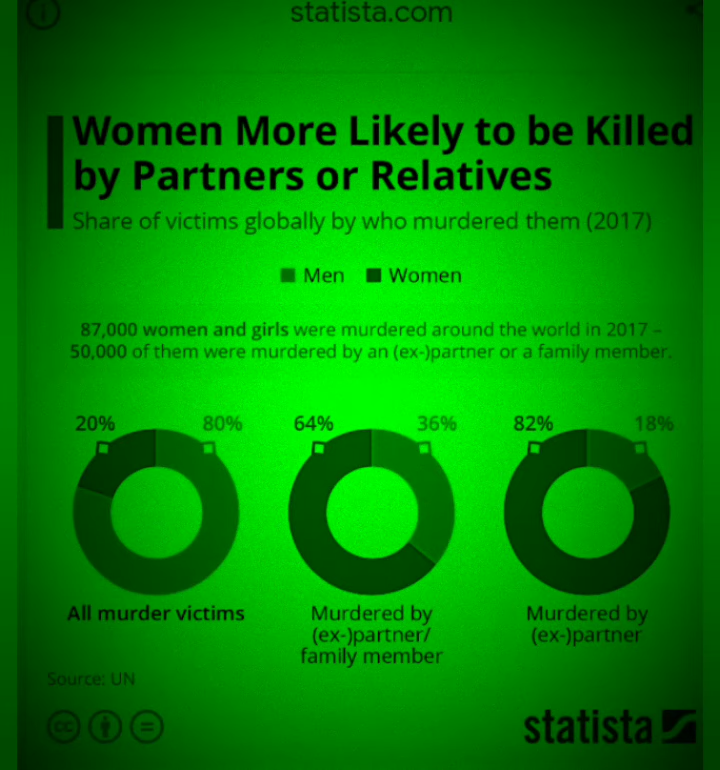 statista.com
Women More Likely to be Killed
by Partners or Relatives
Share of victims globally by who murdered them (2017)
Men Women
87,000 women and girls were murdered around the world in 2017 –
50,000 of them were murdered by an (ex-)partner or a family member.
20% 80% 64% 36% 82% 18%
All murder victims
Murdered by
(ex-)partner/
family member
Murdered by
(ex-)partner
Source: UN
cc
statista